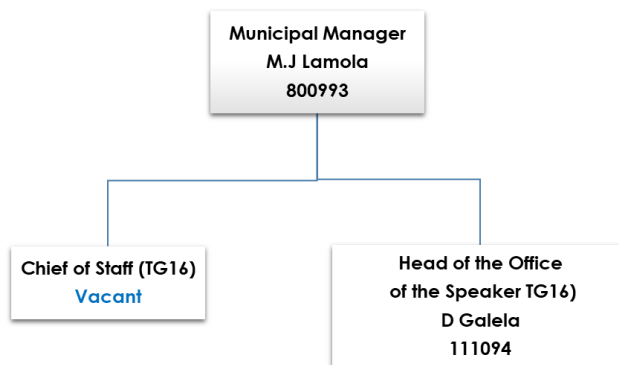 Municipal Manager
M.J Lamola
800993
Chief of Staff (TG16)
Vacant
Head of the Office
of the Speaker TG16)
D Galela
111094